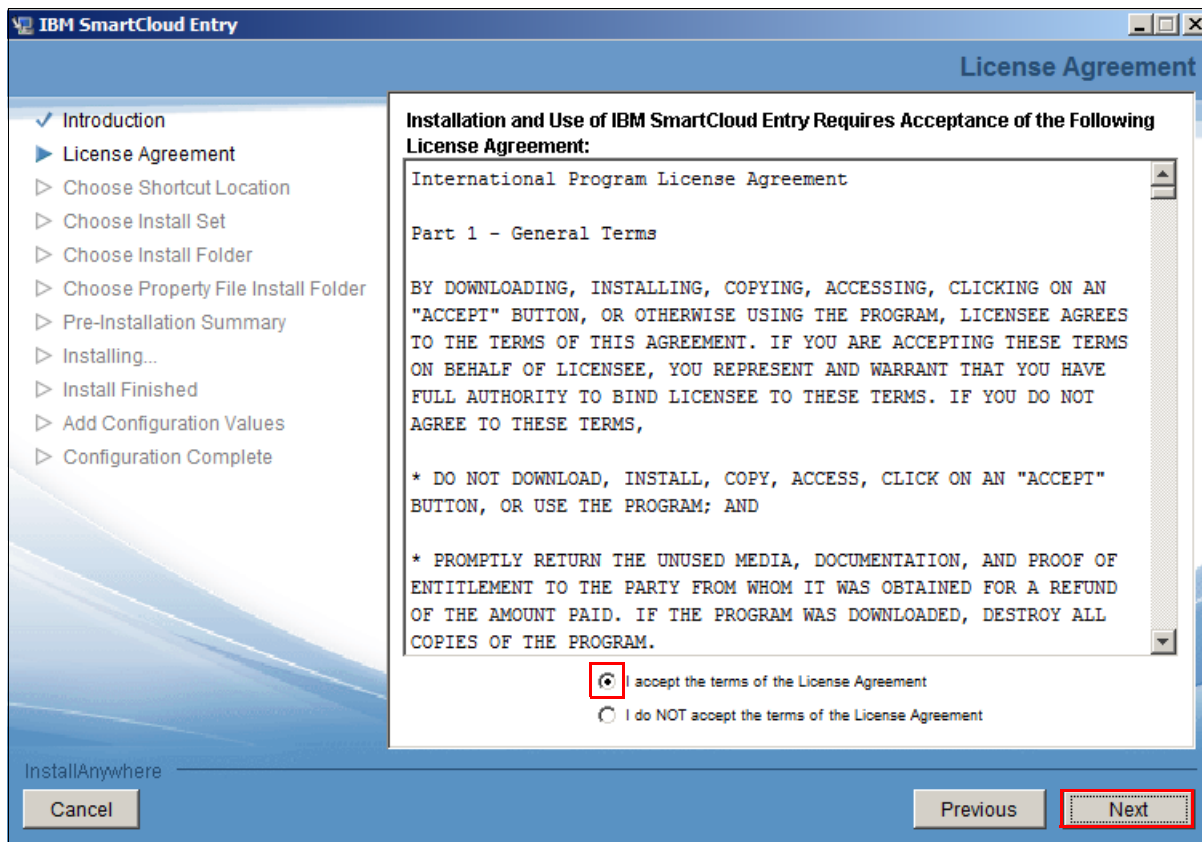 IBM SmartCloud Entry
License Agreement
Introduction
License Agreement
Choose Shortcut Location
Choose Install Set
Choose Install Folder
Choose Property File Install Folder
Pre-Installation Summary
Installing...
Install Finished
Add Configuration Values
Configuration Complete
Installation and Use of IBM SmartCloud Entry Requires Acceptance of the Following
License Agreement:
International Program License Agreement
Part 1 - General Terms
BY DOWNLOADING, INSTALLING, COPYING, ACCESSING, CLICKING ON AN
"ACCEPT" BUTTON, OR OTHERWISE USING THE PROGRAM, LICENSEE AGREES
TO THE TERMS OF THIS AGREEMENT. IF YOU ARE ACCEPTING THESE TERMS
ON BEHALF OF LICENSEE, YOU REPRESENT AND WARRANT THAT YOU HAVE
FULL AUTHORITY TO BIND LICENSEE TO THESE TERMS. IF YOU DO NOT
AGREE TO THESE TERMS,
* DO NOT DOWNLOAD, INSTALL, COPY, ACCESS, CLICK ON AN "ACCEPT"
BUTTON, OR USE THE PROGRAM; AND
* PROMPTLY RETURN THE UNUSED MEDIA, DOCUMENTATION, AND PROOF OF
ENTITLEMENT TO THE PARTY FROM WHOM IT WAS OBTAINED FOR A REFUND
OF THE AMOUNT PAID. IF THE PROGRAM WAS DOWNLOADED, DESTROY ALL
COPIES OF THE PROGRAM.
I accept the terms of the License Agreement
I do NOT accept the terms of the License Agreement
InstallAnywhere
Cancel
Previous
Next